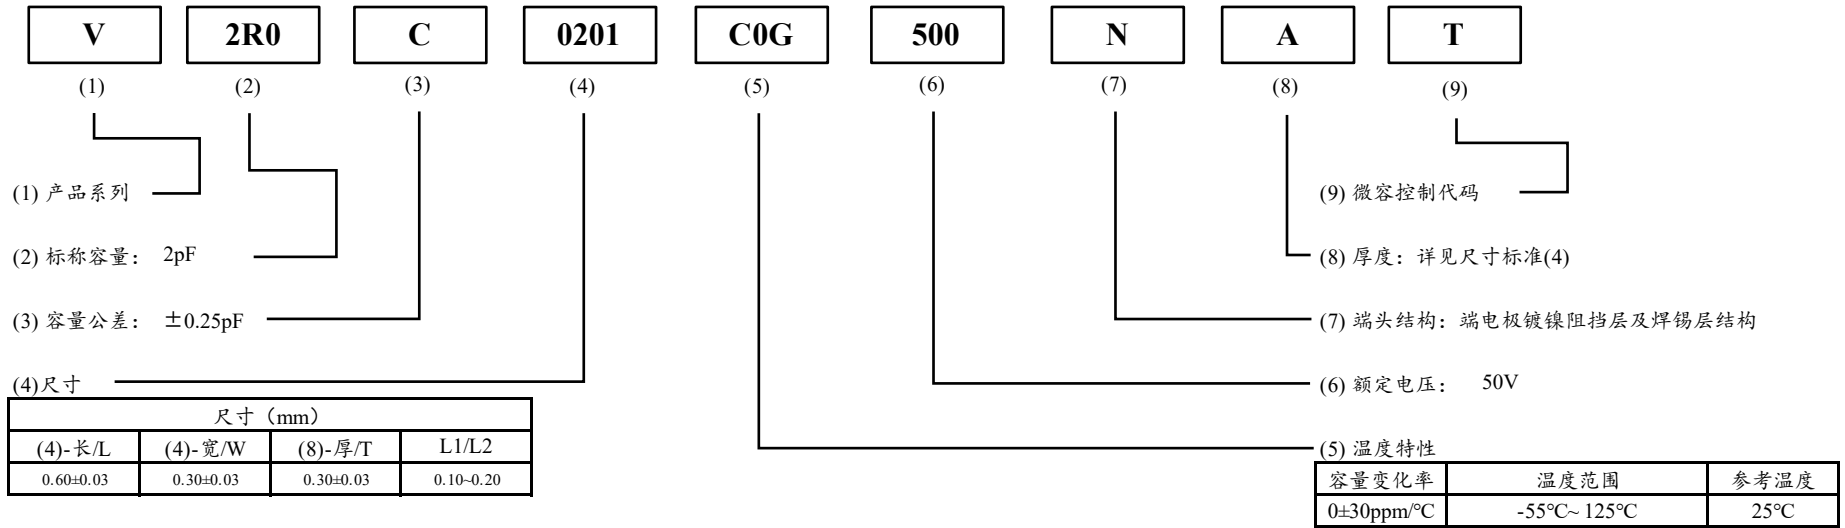 V 2R0 C 0201 C0G 500 N A T
(1) (2) (3) (4) (5) (6) (7) (8) (9)
(1) 产品系列
(9) 微容控制代码
(2) 标称容量： 2pF
(8) 厚度：详见尺寸标准(4)
(3) 容量公差： ±0.25pF
(7) 端头结构：端电极镀镍阻挡层及焊锡层结构
(4)尺寸
(6) 额定电压： 50V
尺寸（mm）
(4)-长/L (4)-宽/W (8)-厚/T L1/L2
0.60±0.03 0.30±0.03 0.30±0.03 0.10~0.20
(5) 温度特性
容量变化率 温度范围 参考温度
0±30ppm/°C -55°C~ 125°C 25°C